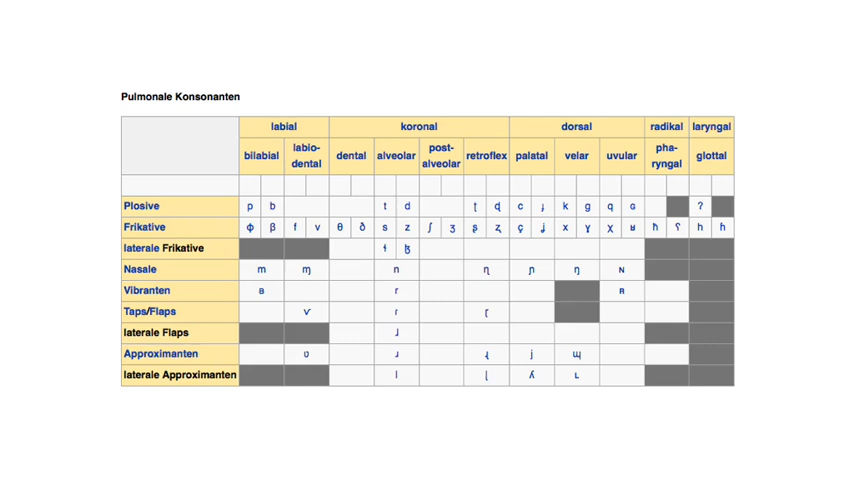 Pulmonale Konsonanten
labial koronal dorsal radikal laryngal
bilabial labio-dental dental alveolar post-alveolar retroflex palatal velar uvular pha-ryngal glottal
Plosive p b t d ʈ ɖ c ɟ k g q ɢ ʔ
Frikative ɸ β f v θ ð s z ʃ ʒ ʂ ʐ ç ʝ x ɣ χ ʁ ħ ʕ h ɦ
laterale Frikative ɬ ɮ
Nasale m ɱ n ɳ ɲ ŋ ɴ
Vibranten ʙ r ʀ
Taps/Flaps ⱱ ɾ ɽ
laterale Flaps ɺ
Approximanten ʋ ɹ ɻ j ɰ
laterale Approximanten l ɭ ʎ ʟ